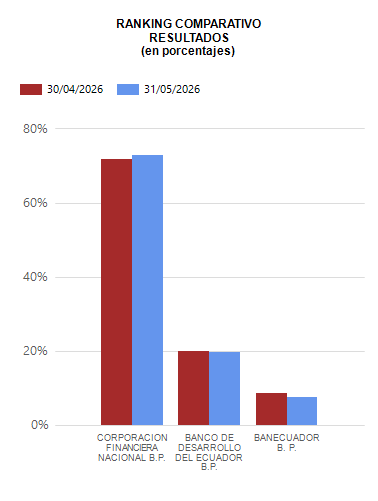 RANKING COMPARATIVO
RESULTADOS
(en porcentajes)
30/04/2026
31/05/2026
80%
60%
40%
20%
0%
CORPORACION
FINANCIERA
NACIONAL B.P.
BANCO DE
DESARROLLO
DEL ECUADOR
B.P.
BANECUADOR
B. P.